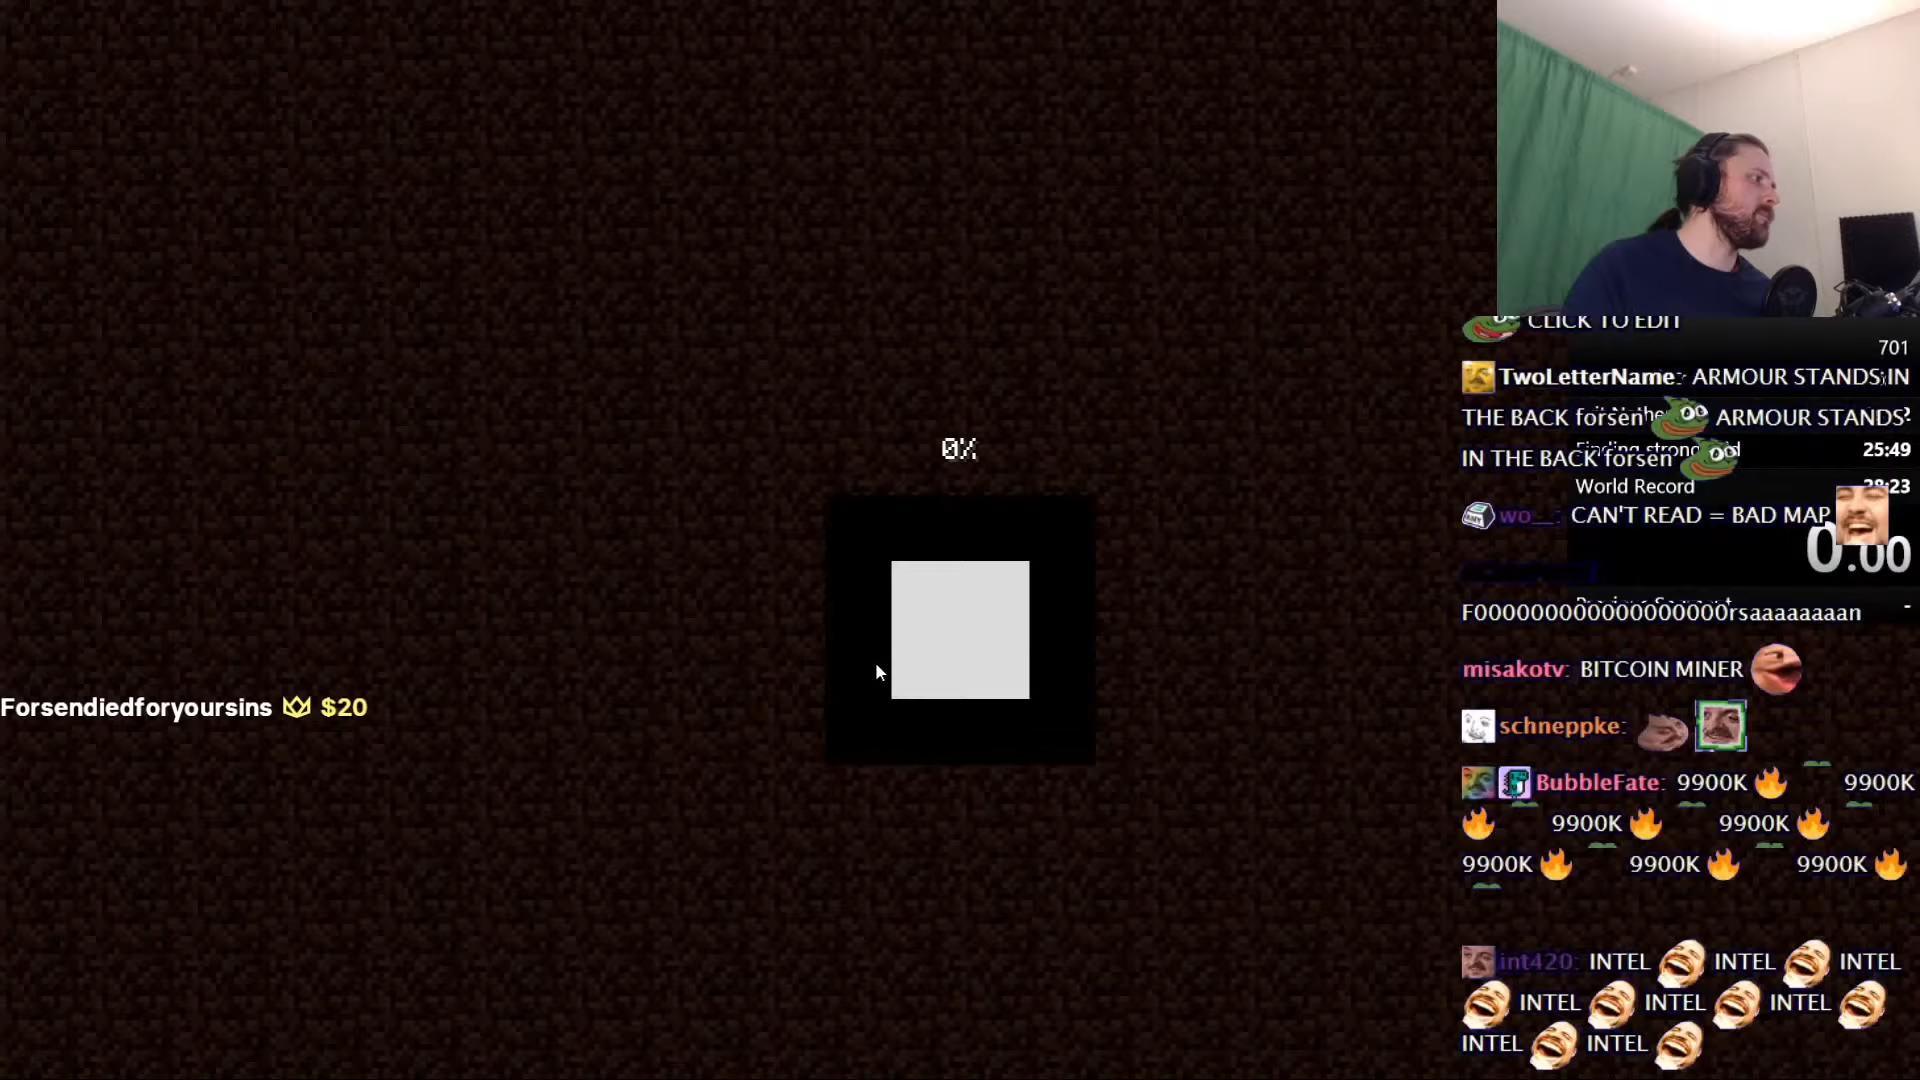 CLICK TO EDIT
701
TwoLetterName: ARMOUR STANDS IN
THE BACK forsen ARMOUR STANDS
IN THE BACK forsen
25:49
World Record
wo__: CAN'T READ = BAD MAP
0.00
F000000000000000000rsaaaaaaaan
misakotv: BITCOIN MINER
schneppke:
BubbleFate: 9900K 9900K
9900K 9900K
9900K 9900K 9900K
int420: INTEL INTEL INTEL
INTEL INTEL INTEL
INTEL INTEL
0%
Forsendiedforyoursins $20